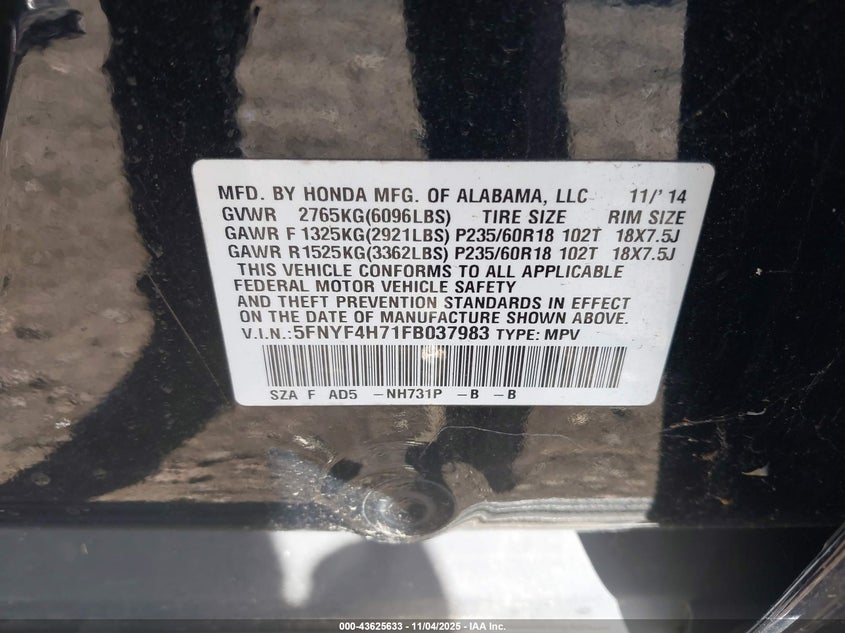 MFD. BY HONDA MFG. OF ALABAMA, LLC 11/'14
GVWR 2765KG(6096LBS) TIRE SIZE RIM SIZE
GAWR F 1325KG(2921LBS) P235/60R18 102T 18X7.5J
GAWR R1525KG(3362LBS) P235/60R18 102T 18X7.5J
THIS VEHICLE CONFORMS TO ALL APPLICABLE
FEDERAL MOTOR VEHICLE SAFETY
AND THEFT PREVENTION STANDARDS IN EFFECT
ON THE DATE OF MANUFACTURE SHOWN ABOVE.
V.I.N.:5FNYF4H71FB037983 TYPE: MPV
SZA F AD5 -NH731P -B -B
000-43625633 - 11/04/2025 - IAA Inc.